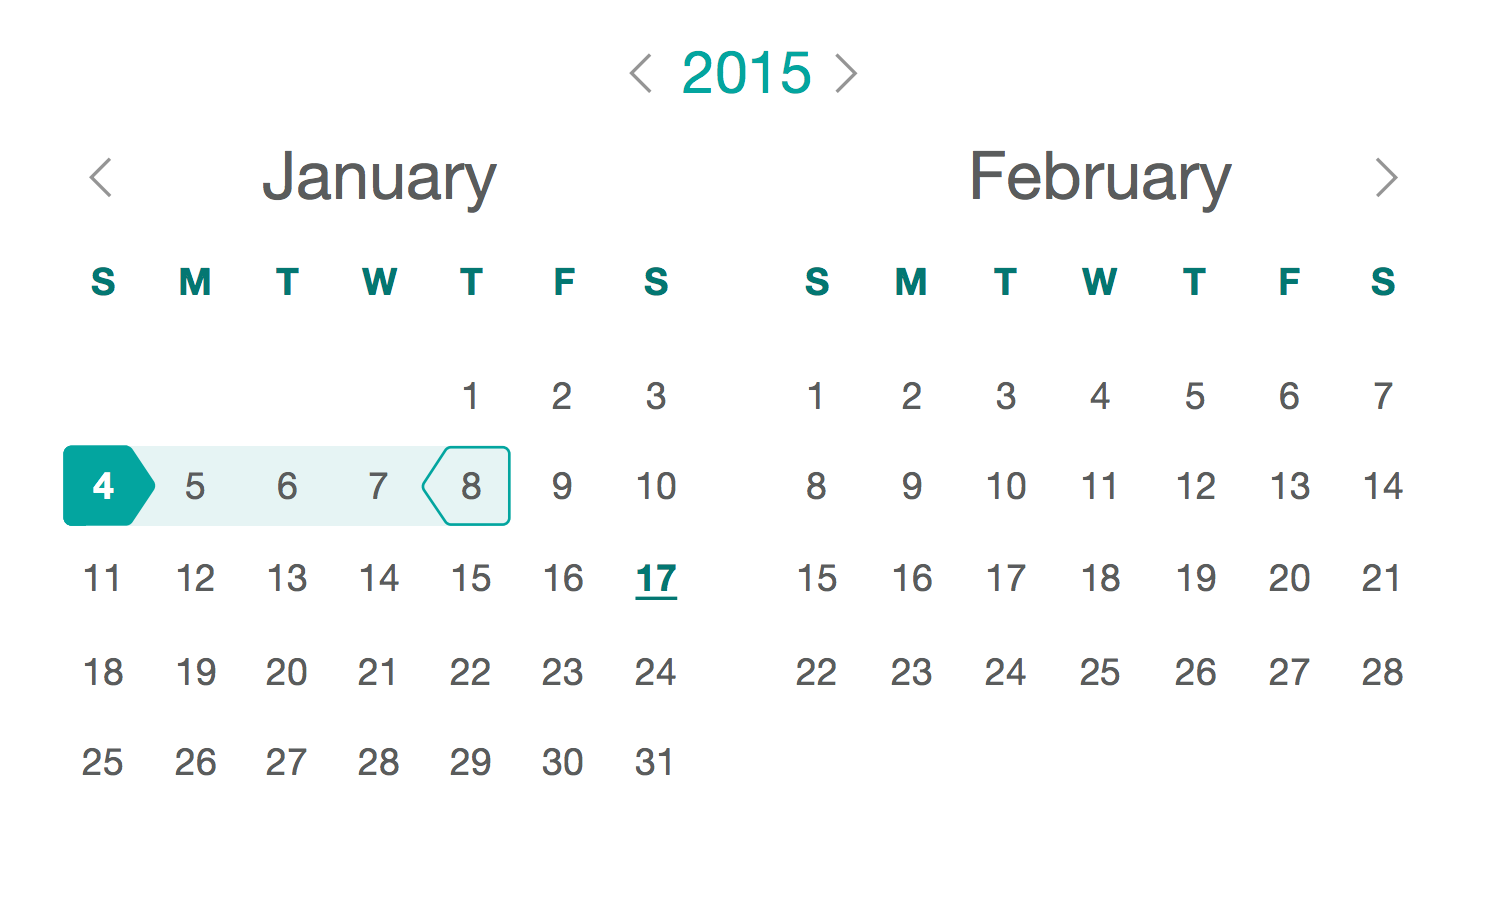 2015
January
S M T W T F S
1 2 3
4 5 6 7 8 9 10
11 12 13 14 15 16 17
18 19 20 21 22 23 24
25 26 27 28 29 30 31
February
S M T W T F S
1 2 3 4 5 6 7
8 9 10 11 12 13 14
15 16 17 18 19 20 21
22 23 24 25 26 27 28